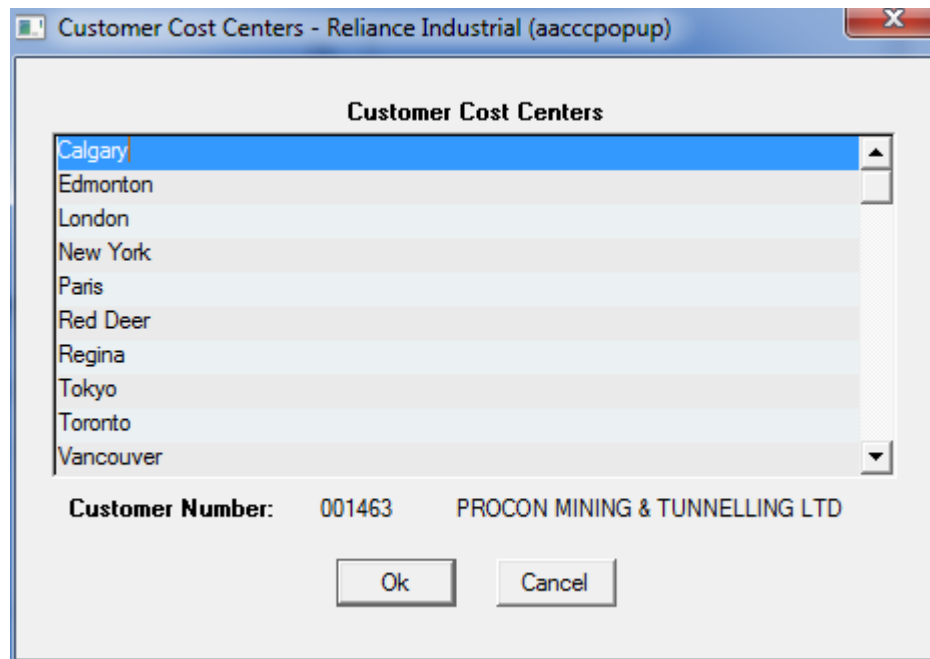 Customer Cost Centers - Reliance Industrial (aacccpopup)
Customer Cost Centers
Calgary
Edmonton
London
New York
Paris
Red Deer
Regina
Tokyo
Toronto
Vancouver
Customer Number: 001463 PROCON MINING & TUNNELLING LTD
Ok Cancel